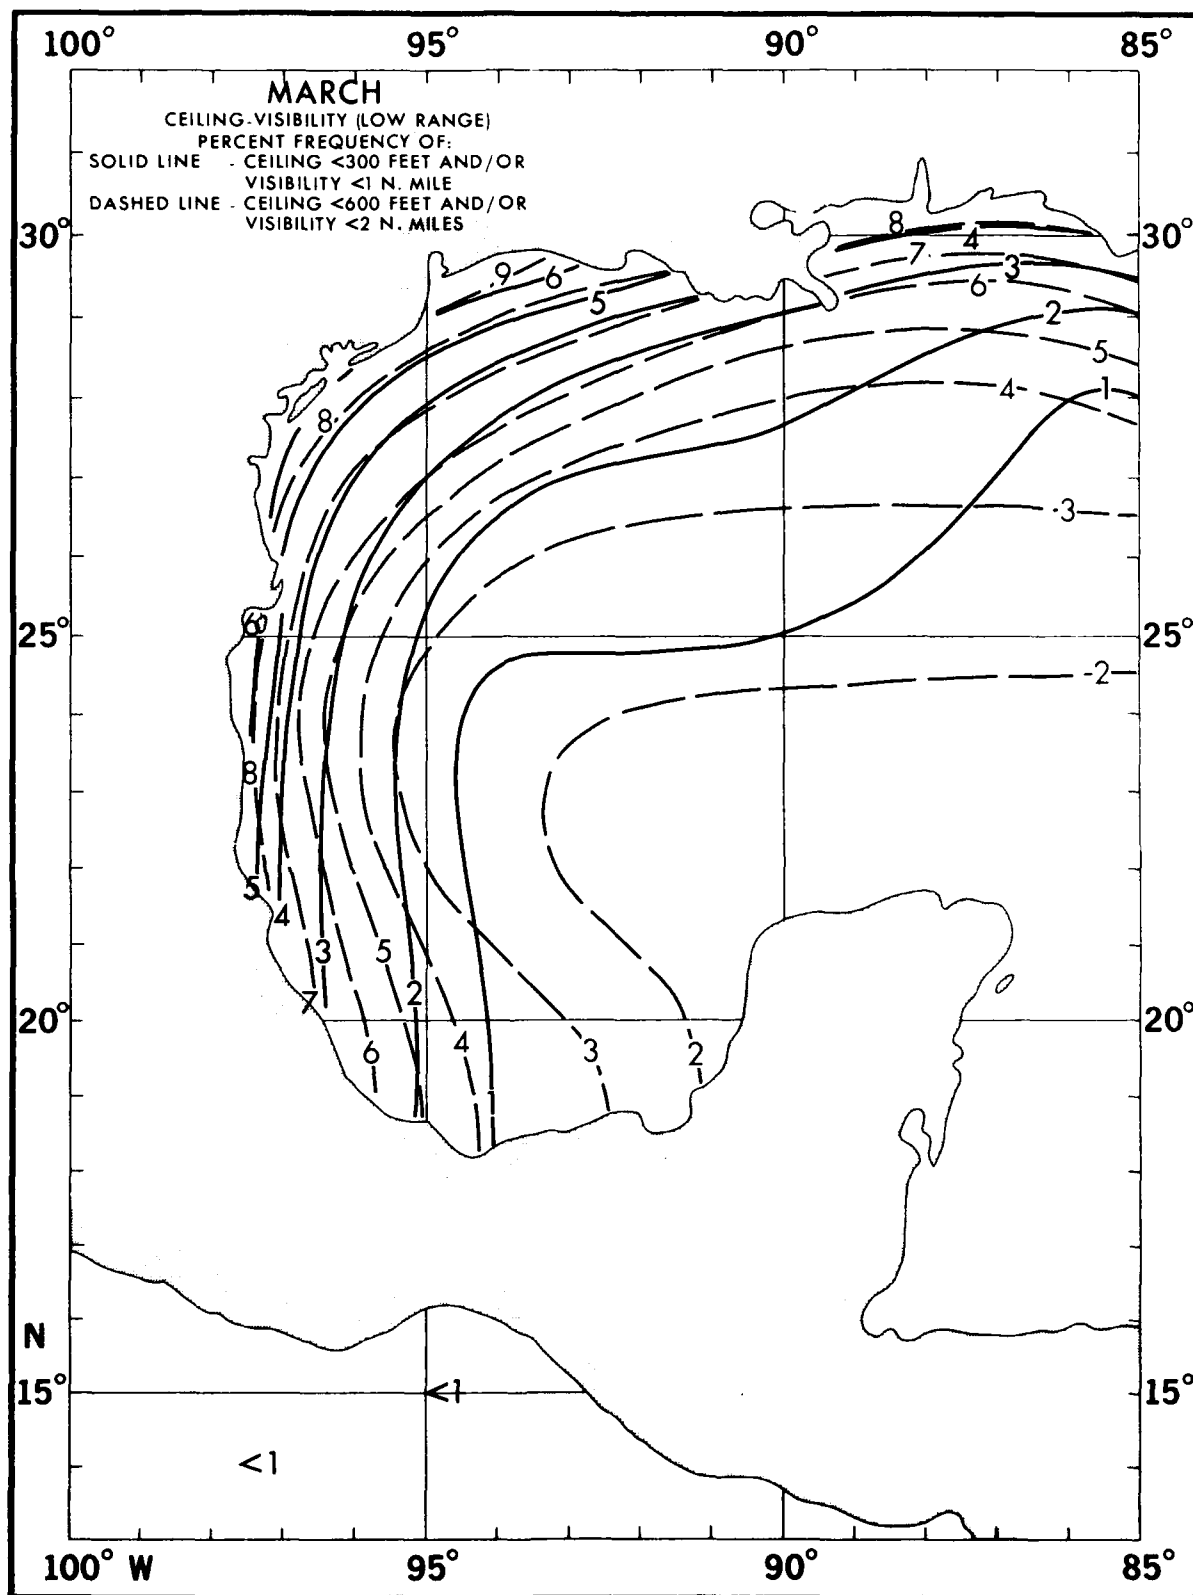 100° 95° 90° 85°
MARCH
CEILING-VISIBILITY (LOW RANGE)
PERCENT FREQUENCY OF:
SOLID LINE - CEILING <300 FEET AND/OR
VISIBILITY <1 N. MILE
DASHED LINE - CEILING <600 FEET AND/OR
VISIBILITY <2 N. MILES
30° 8 4 30°
7 3
9 6 6
5 2
5
4 1
8
3
6
25° 25°
2
8
5
4
3 5
7 2
20° 20°
6 4 3 2
1
N
15° <1 15°
<1
100° W 95° 90° 85°